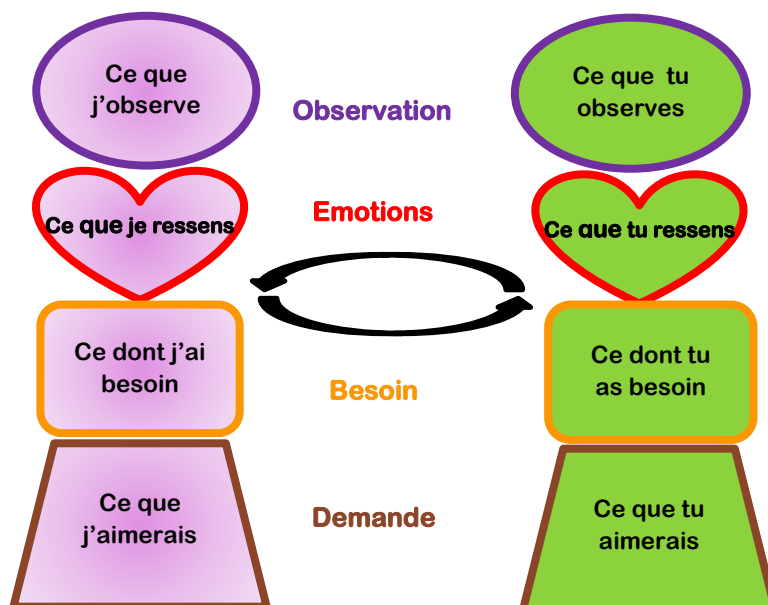 Ce que
j’observe
Observation
Ce que tu
observes
Ce que je ressens
Emotions
Ce que tu ressens
Ce dont j’ai
besoin
Besoin
Ce dont tu
as besoin
Ce que
j’aimerais
Demande
Ce que tu
aimerais